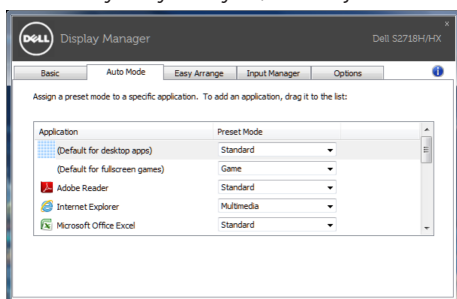 DELL Display Manager Dell S2718H/HX
Basic Auto Mode Easy Arrange Input Manager Options
Assign a preset mode to a specific application. To add an application, drag it to the list:
Application Preset Mode
(Default for desktop apps) Standard
(Default for fullscreen games) Game
Adobe Reader Standard
Internet Explorer Multimedia
Microsoft Office Excel Standard